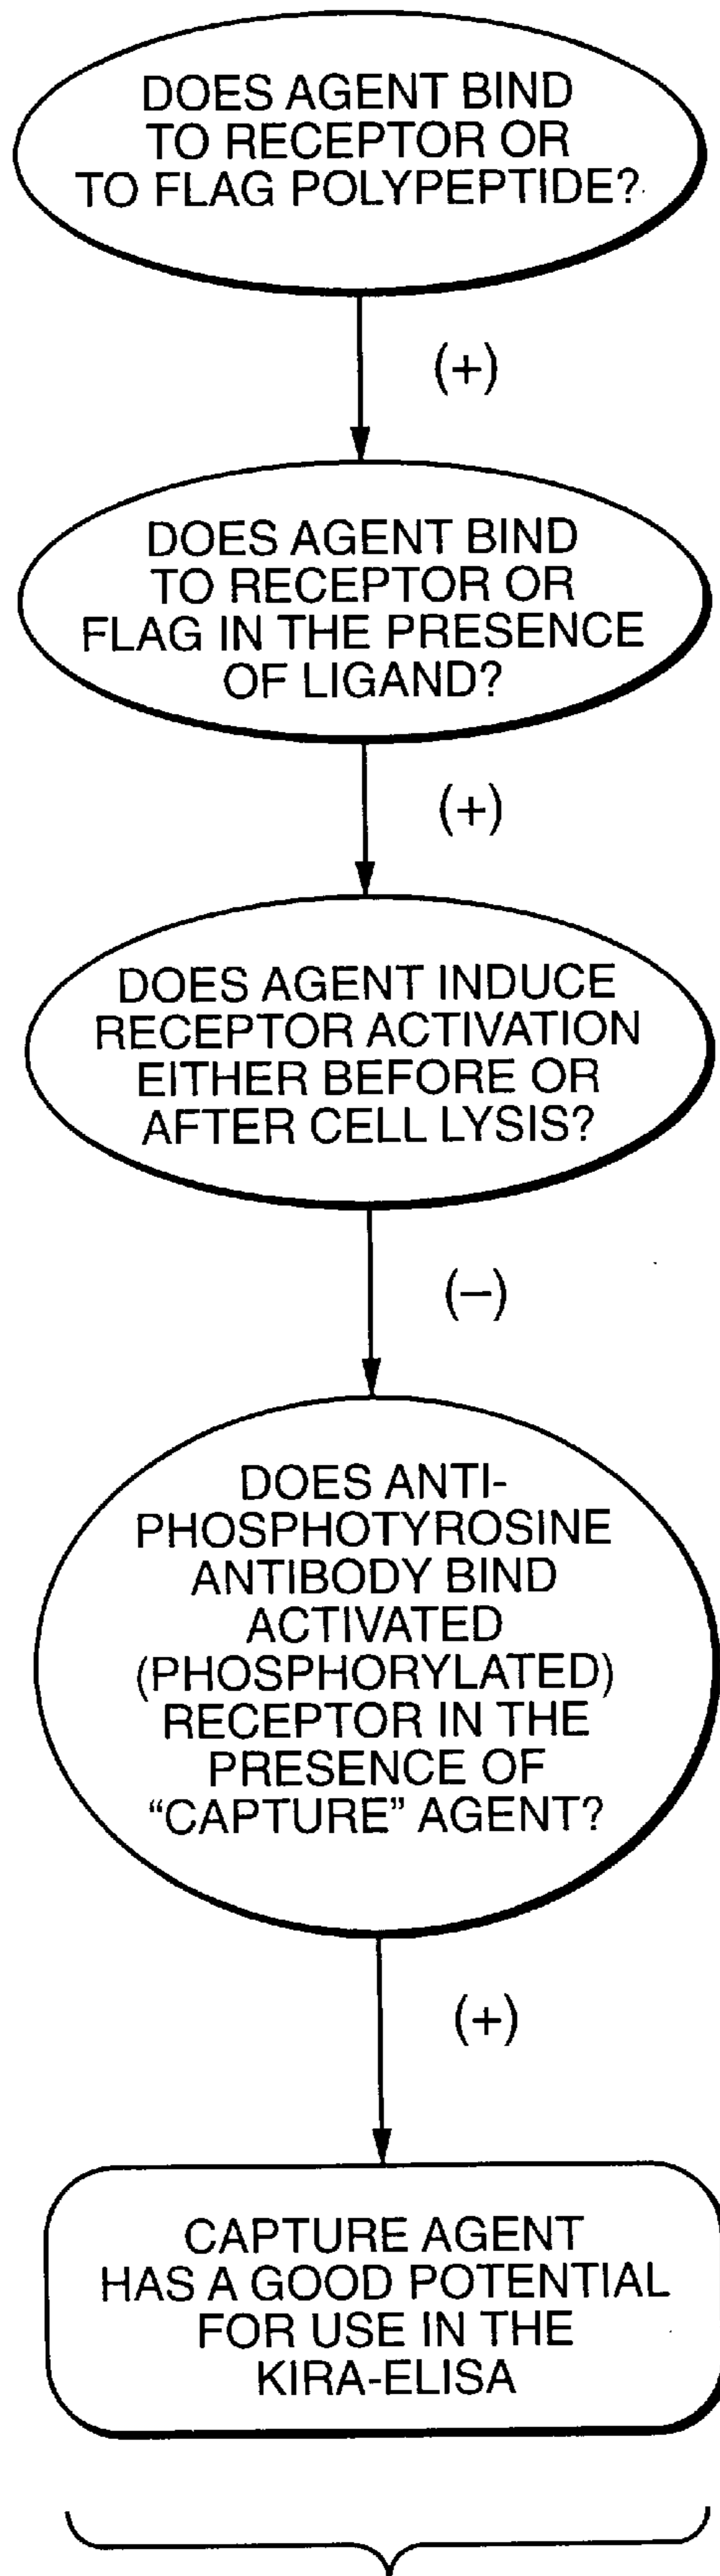 DOES AGENT BIND
TO RECEPTOR OR
TO FLAG POLYPEPTIDE?
(+)
DOES AGENT BIND
TO RECEPTOR OR
FLAG IN THE PRESENCE
OF LIGAND?
(+)
DOES AGENT INDUCE
RECEPTOR ACTIVATION
EITHER BEFORE OR
AFTER CELL LYSIS?
(−)
DOES ANTI-
PHOSPHOTYROSINE
ANTIBODY BIND
ACTIVATED
(PHOSPHORYLATED)
RECEPTOR IN THE
PRESENCE OF
“CAPTURE” AGENT?
(+)
CAPTURE AGENT
HAS A GOOD POTENTIAL
FOR USE IN THE
KIRA-ELISA